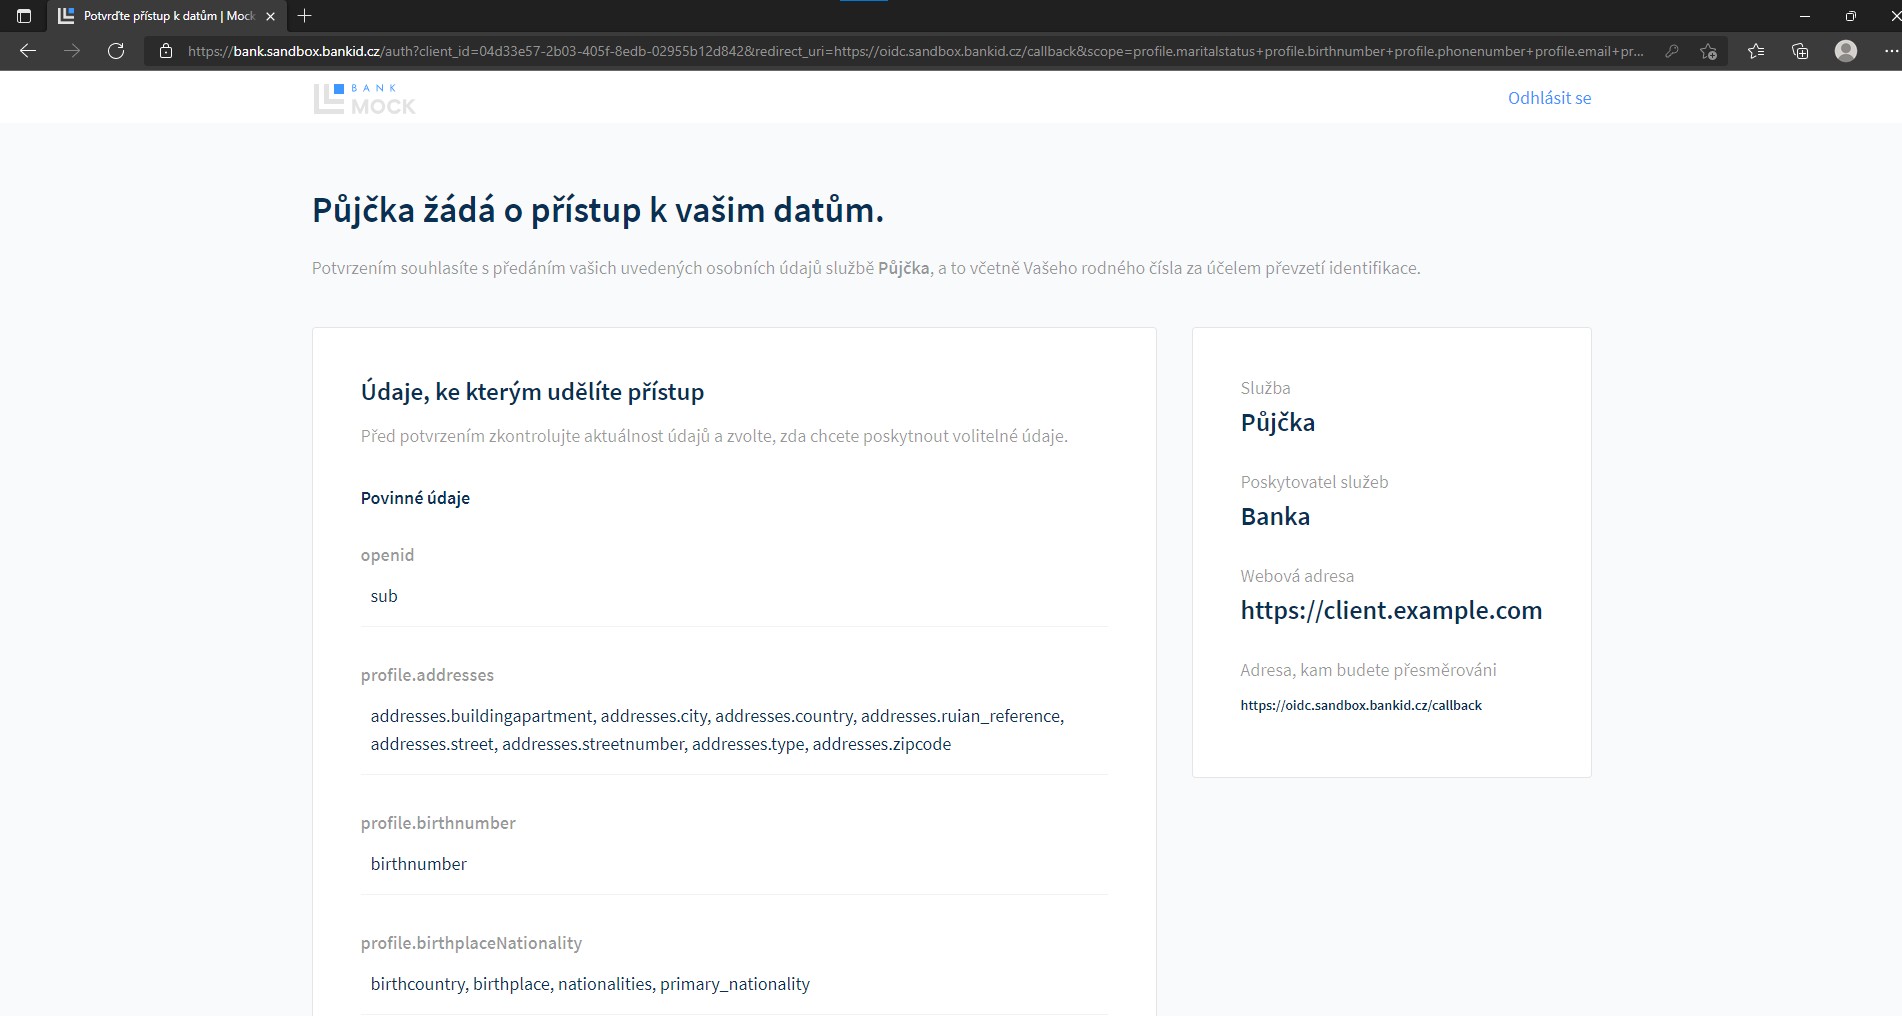 Potvrďte přístup k datům | Mock
https://bank.sandbox.bankid.cz/auth?client_id=04d33e57-2b03-405f-8edb-02955b12d842&redirect_uri=https://oidc.sandbox.bankid.cz/callback&scope=profile.maritalstatus+profile.birthnumber+profile.phonenumber+profile.email+pr...
BANK
MOCK
Odhlásit se
Půjčka žádá o přístup k vašim datům.
Potvrzením souhlasíte s předáním vašich uvedených osobních údajů službě Půjčka, a to včetně Vašeho rodného čísla za účelem převzetí identifikace.
Údaje, ke kterým udělíte přístup
Před potvrzením zkontrolujte aktuálnost údajů a zvolte, zda chcete poskytnout volitelné údaje.
Povinné údaje
openid
sub
profile.addresses
addresses.buildingapartment, addresses.city, addresses.country, addresses.ruian_reference,
addresses.street, addresses.streetnumber, addresses.type, addresses.zipcode
profile.birthnumber
birthnumber
profile.birthplaceNationality
birthcountry, birthplace, nationalities, primary_nationality
Služba
Půjčka
Poskytovatel služeb
Banka
Webová adresa
https://client.example.com
Adresa, kam budete přesměrováni
https://oidc.sandbox.bankid.cz/callback